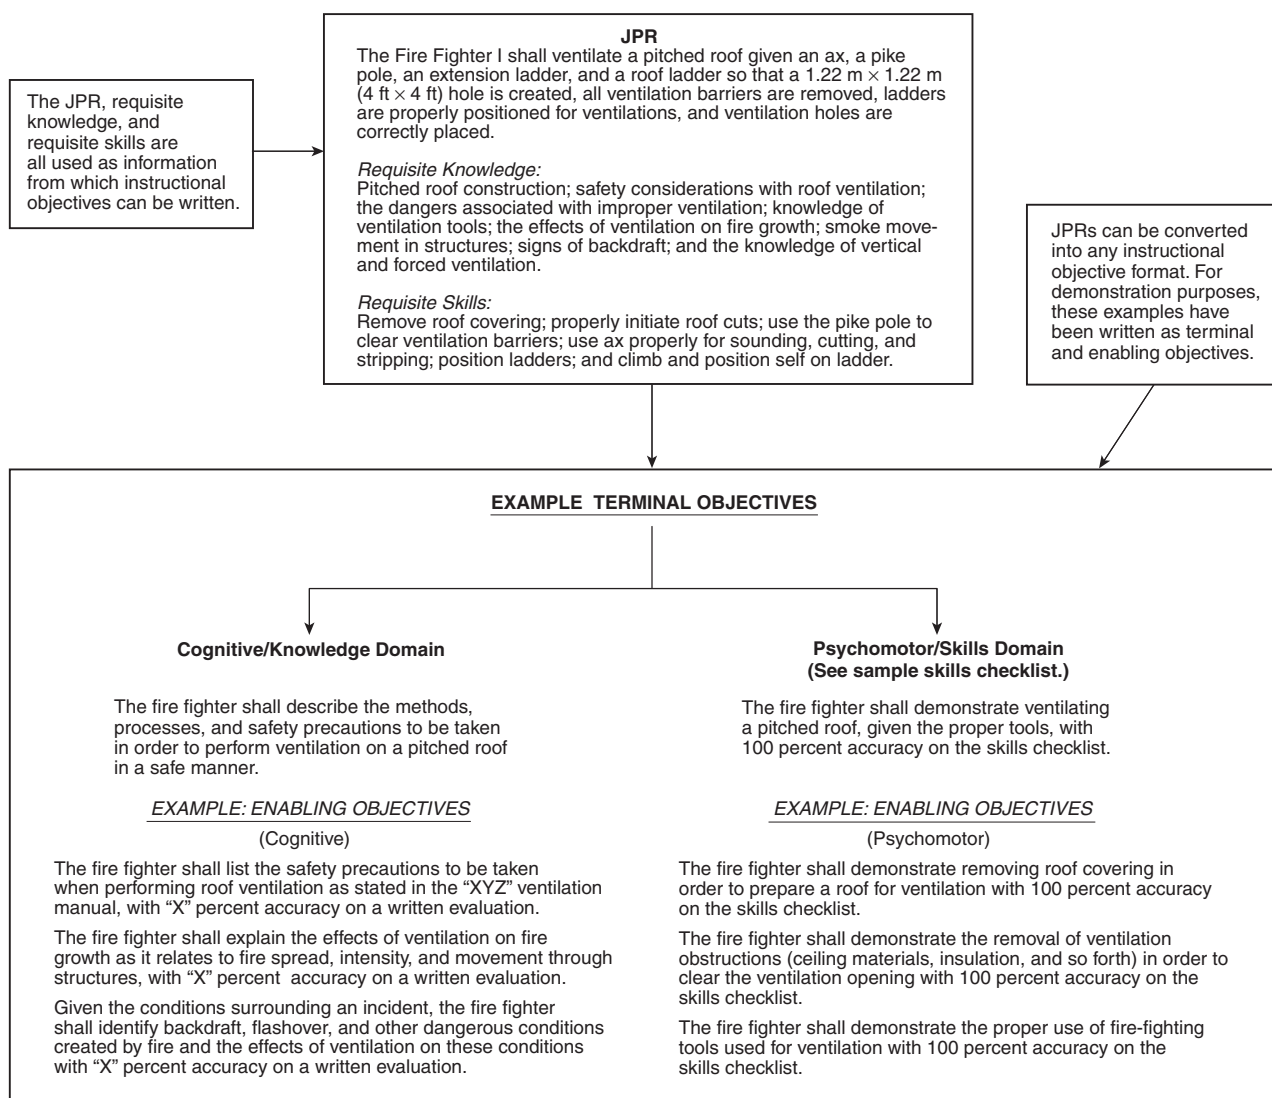 JPR
The Fire Fighter I shall ventilate a pitched roof given an ax, a pike
pole, an extension ladder, and a roof ladder so that a 1.22 m × 1.22 m
(4 ft × 4 ft) hole is created, all ventilation barriers are removed, ladders
are properly positioned for ventilations, and ventilation holes are
correctly placed.
Requisite Knowledge:
Pitched roof construction; safety considerations with roof ventilation;
the dangers associated with improper ventilation; knowledge of
ventilation tools; the effects of ventilation on fire growth; smoke move-
ment in structures; signs of backdraft; and the knowledge of vertical
and forced ventilation.
Requisite Skills:
Remove roof covering; properly initiate roof cuts; use the pike pole to
clear ventilation barriers; use ax properly for sounding, cutting, and
stripping; position ladders; and climb and position self on ladder.
The JPR, requisite
knowledge, and
requisite skills are
all used as information
from which instructional
objectives can be written.
JPRs can be converted
into any instructional
objective format. For
demonstration purposes,
these examples have
been written as terminal
and enabling objectives.
EXAMPLE TERMINAL OBJECTIVES
Cognitive/Knowledge Domain
The fire fighter shall describe the methods,
processes, and safety precautions to be taken
in order to perform ventilation on a pitched roof
in a safe manner.
EXAMPLE: ENABLING OBJECTIVES
(Cognitive)
The fire fighter shall list the safety precautions to be taken
when performing roof ventilation as stated in the “XYZ” ventilation
manual, with “X” percent accuracy on a written evaluation.
The fire fighter shall explain the effects of ventilation on fire
growth as it relates to fire spread, intensity, and movement through
structures, with “X” percent accuracy on a written evaluation.
Given the conditions surrounding an incident, the fire fighter
shall identify backdraft, flashover, and other dangerous conditions
created by fire and the effects of ventilation on these conditions
with “X” percent accuracy on a written evaluation.
Psychomotor/Skills Domain
(See sample skills checklist.)
The fire fighter shall demonstrate ventilating
a pitched roof, given the proper tools, with
100 percent accuracy on the skills checklist.
EXAMPLE: ENABLING OBJECTIVES
(Psychomotor)
The fire fighter shall demonstrate removing roof covering in
order to prepare a roof for ventilation with 100 percent accuracy
on the skills checklist.
The fire fighter shall demonstrate the removal of ventilation
obstructions (ceiling materials, insulation, and so forth) in order to
clear the ventilation opening with 100 percent accuracy on the
skills checklist.
The fire fighter shall demonstrate the proper use of fire-fighting
tools used for ventilation with 100 percent accuracy on the
skills checklist.